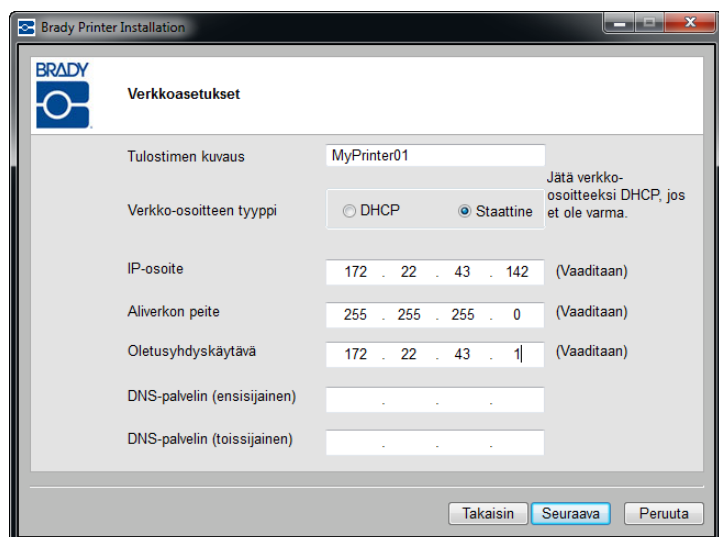 Brady Printer Installation
BRADY
Verkkoasetukset
Tulostimen kuvaus MyPrinter01
Jätä verkko-
osoitteeksi DHCP, jos
et ole varma.
Verkko-osoitteen tyyppi DHCP Staattine
IP-osoite 172 . 22 . 43 . 142 (Vaaditaan)
Aliverkon peite 255 . 255 . 255 . 0 (Vaaditaan)
Oletusyhdyskäytävä 172 . 22 . 43 . 1 (Vaaditaan)
DNS-palvelin (ensisijainen) . . .
DNS-palvelin (toissijainen) . . .
Takaisin Seuraava Peruuta